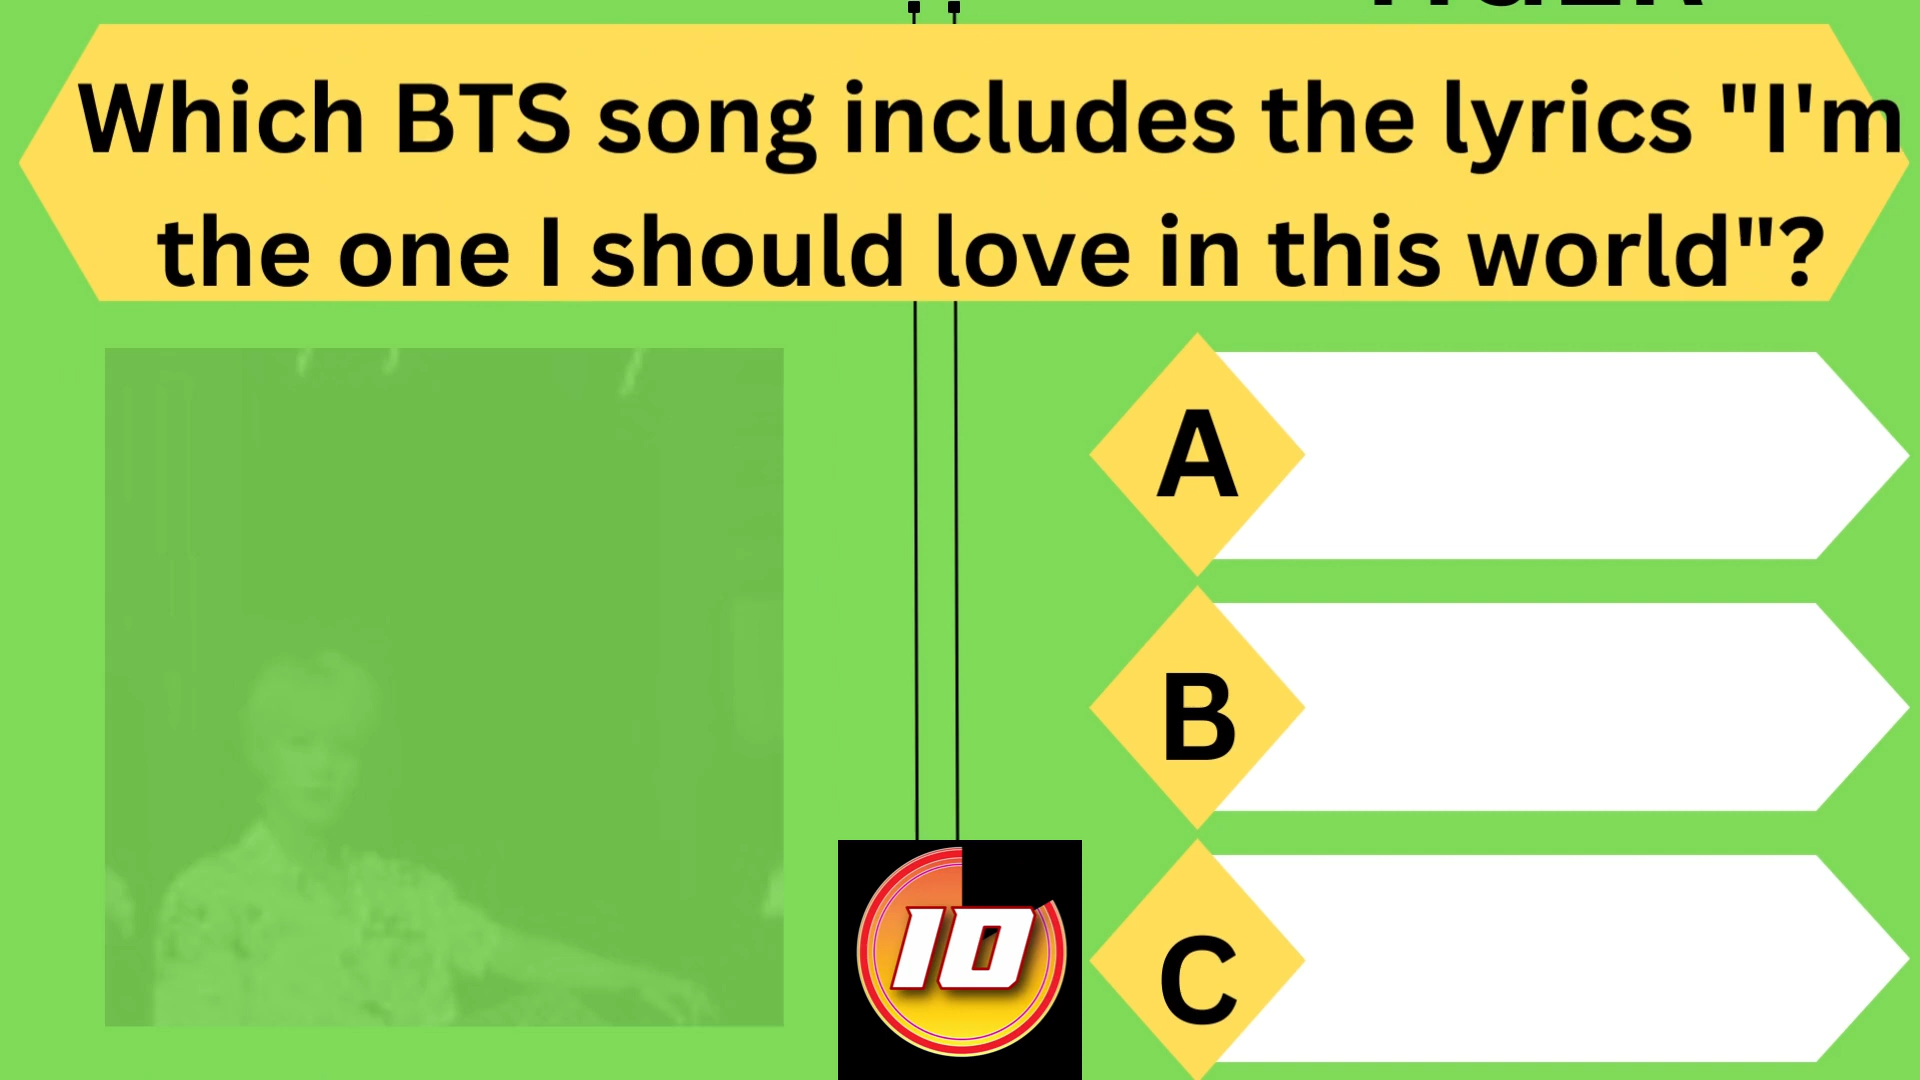 Which BTS song includes the lyrics "I'm
the one I should love in this world"?
A
B
C
10